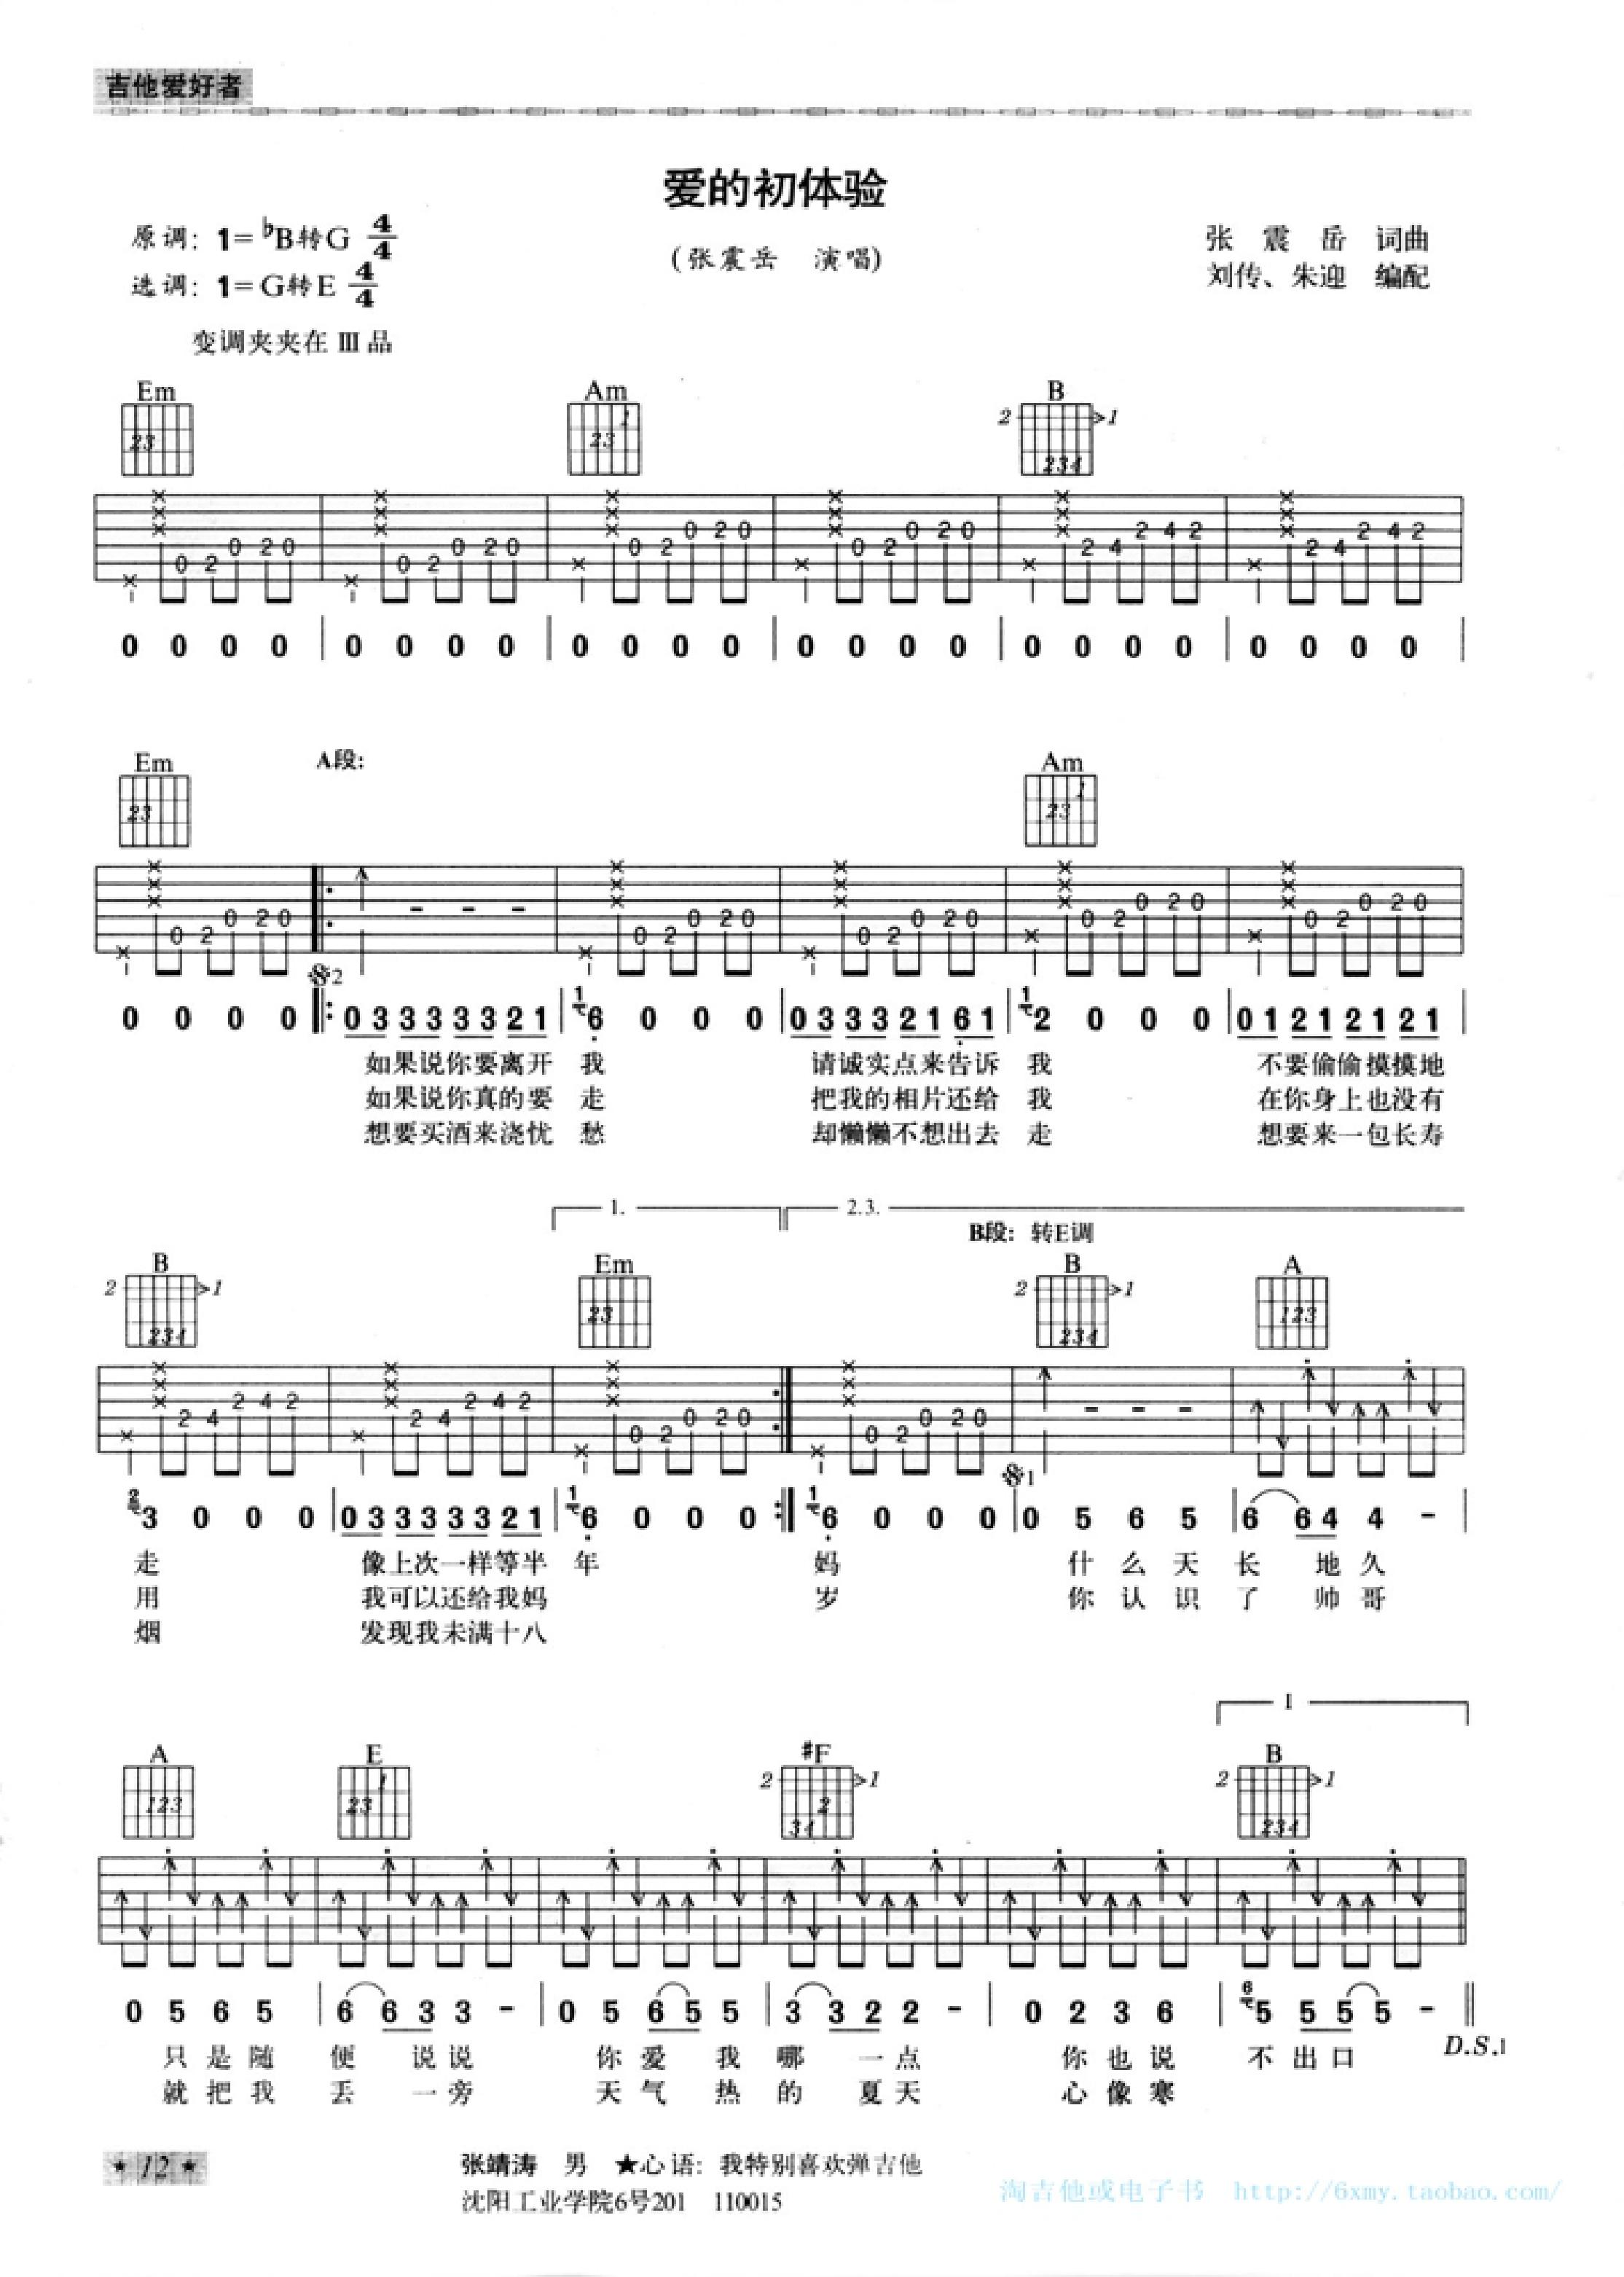 吉他爱好者
爱的初体验
原调: 1=♭B转G 4/4
(张震岳 演唱)
张 震 岳 词曲
选调: 1=G转E 4/4
刘传、朱迎 编配
变调夹夹在 III 品
Em Am B
0 0 0 0 | 0 0 0 0 | 0 0 0 0 | 0 0 0 0 | 0 0 0 0 | 0 0 0 0 |
Em A段: Am
0 0 0 0 |: 0 3 3 3 3 3 2 1 | 1 6 0 0 0 | 0 3 3 3 2 1 6 1 | 1 2 0 0 0 | 0 1 2 1 2 1 2 1 |
如果说你要离开 我 请诚实点来告诉 我 不要偷偷摸摸地
如果说你真的要 走 把我的相片还给 我 在你身上也没有
想要买酒来浇忧 愁 却懒懒不想出去 走 想要来一包长寿
1. 2.3.
B段: 转E调
B Em B A
2 3 0 0 0 | 0 3 3 3 3 3 2 1 | 1 6 0 0 0 :| 1 6 0 0 0 | 0 5 6 5 | 6 6 4 4 - |
走 像上次一样等半 年 妈 什 么 天 长 地 久
用 我可以还给我妈 岁 你 认 识 了 帅 哥
烟 发现我未满十八
1
A E #F B
0 5 6 5 | 6 6 3 3 - | 0 5 6 5 5 | 3 3 2 2 - | 0 2 3 6 | 6 5 5 5 5 - ||
只 是 随 便 说 说 你 爱 我 哪 一 点 你 也 说 不 出 口 D.S.1
就 把 我 丢 一 旁 天 气 热 的 夏 天 心 像 寒
★ 12 ★
张靖涛 男 ★心语: 我特别喜欢弹吉他
沈阳工业学院6号201 110015
淘吉他或电子书 http://6xmy.taobao.com/